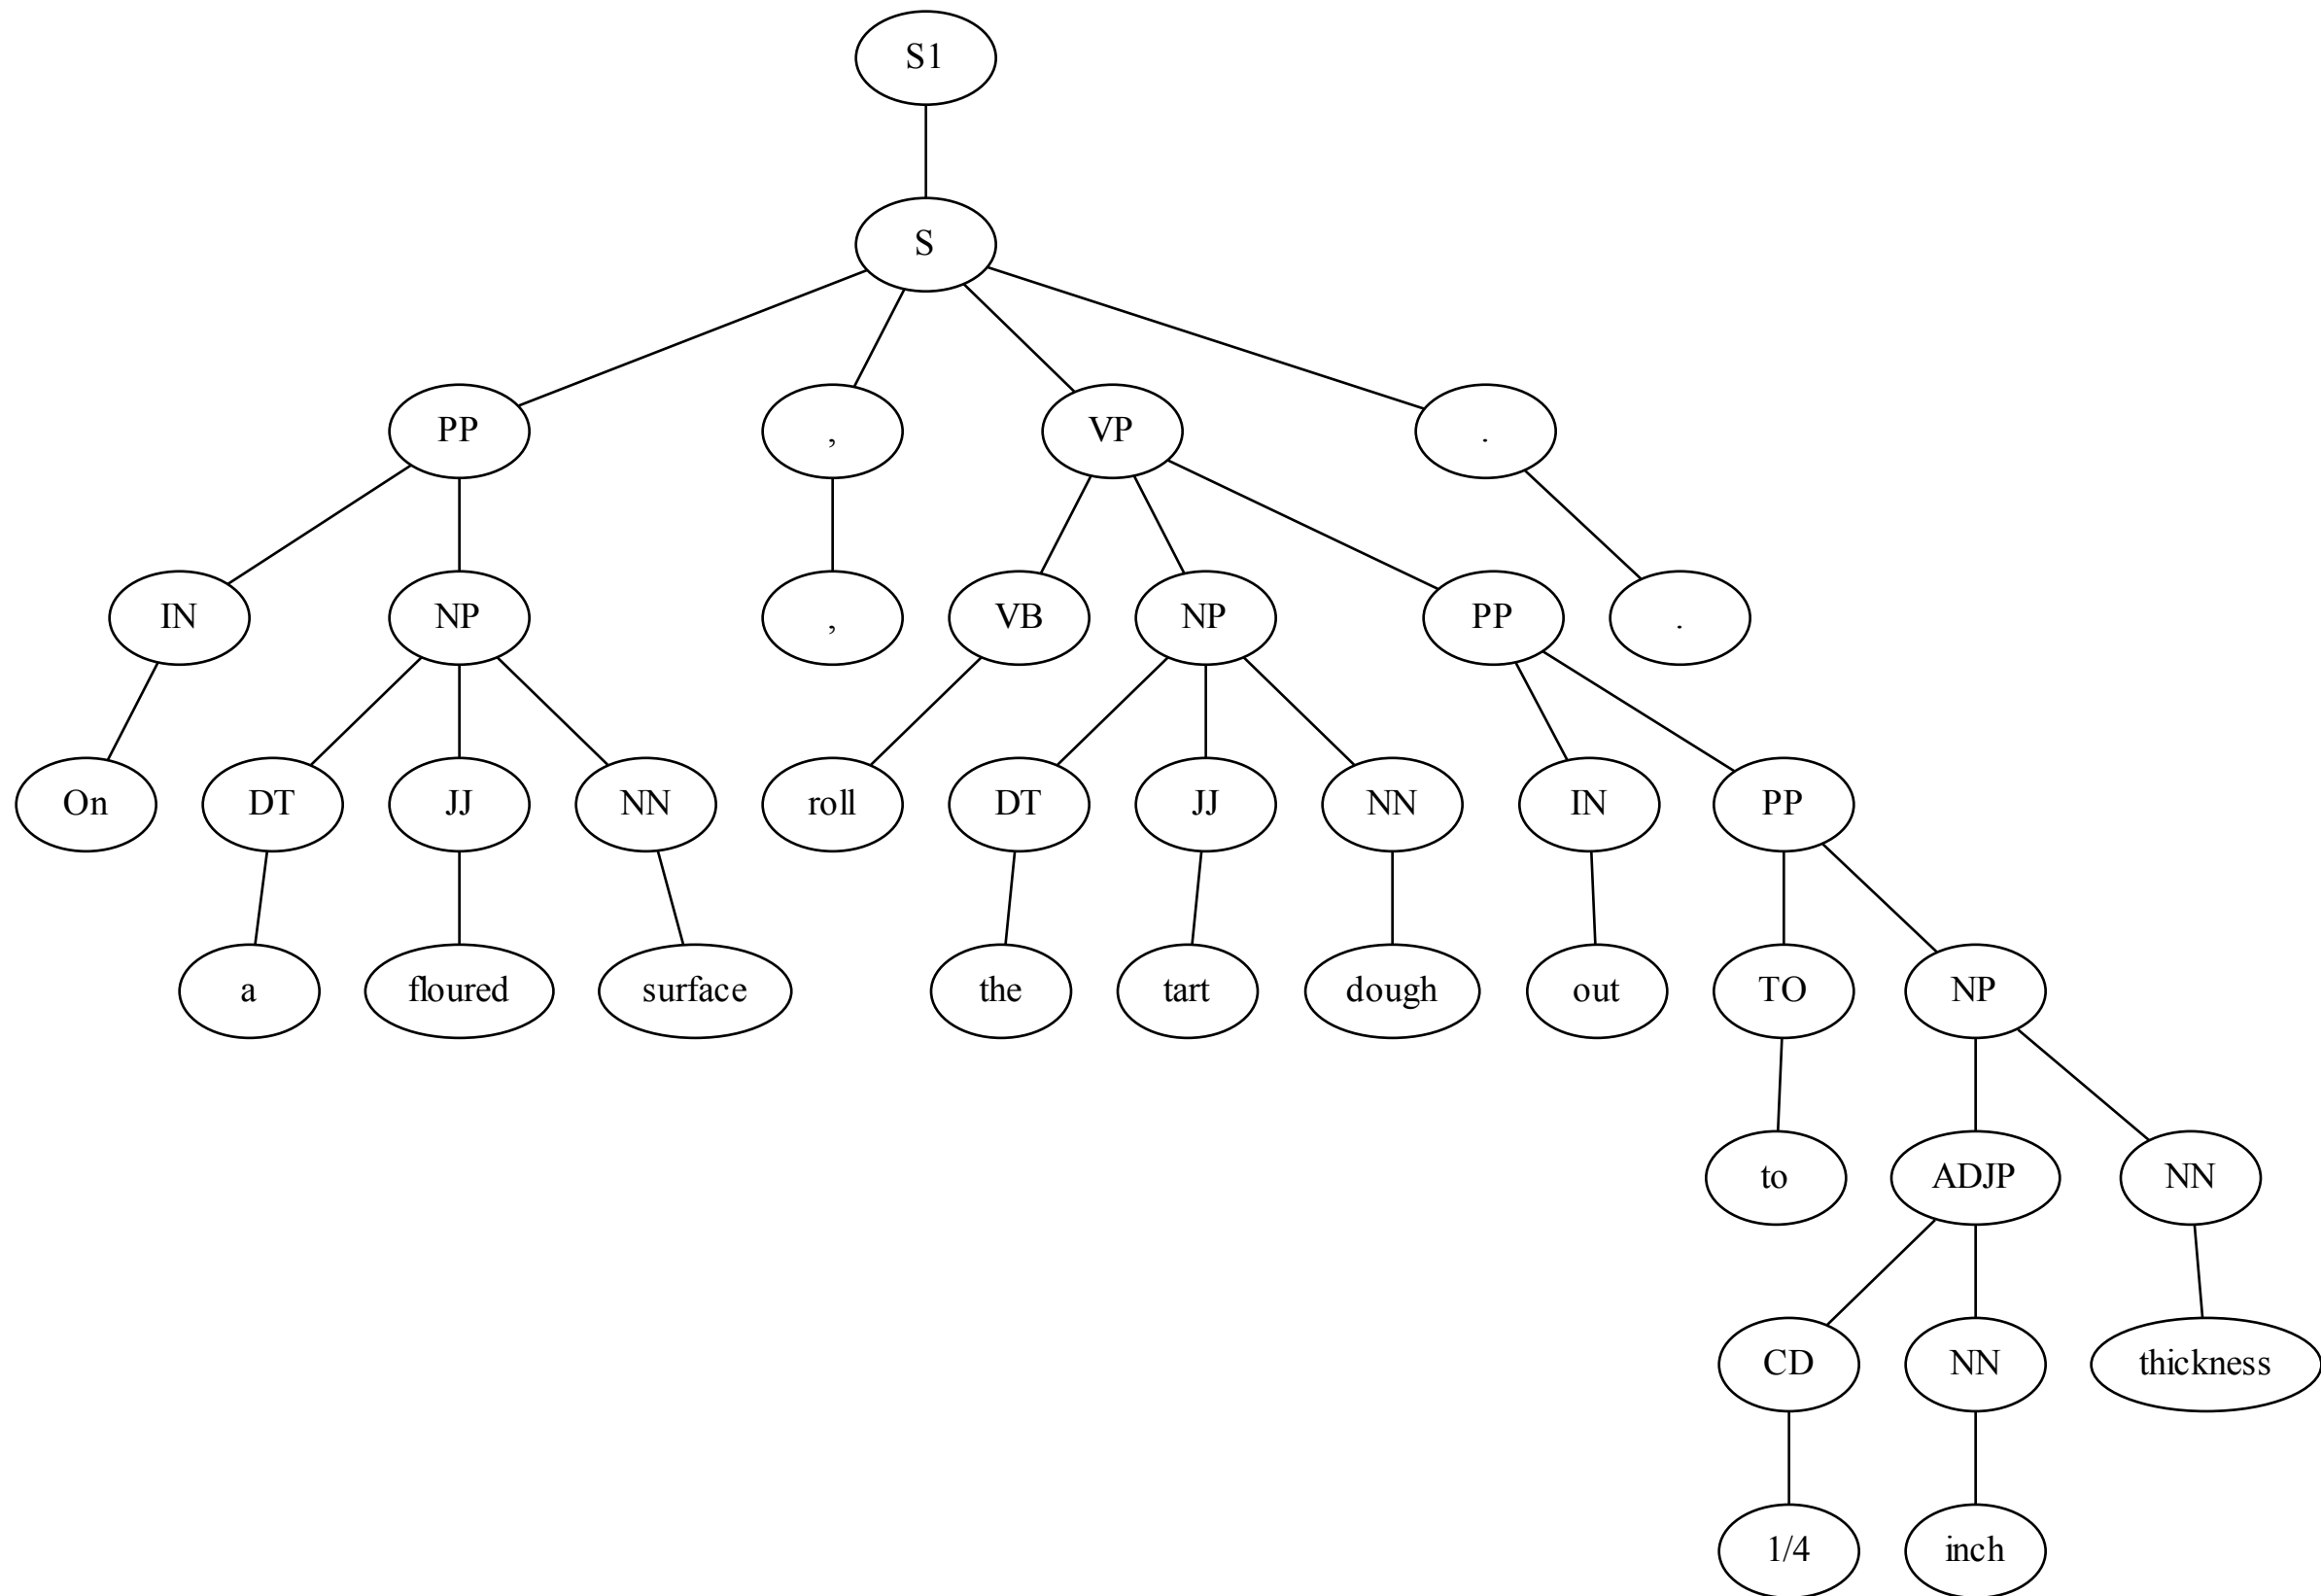 S1
S
PP , VP .
IN NP , VB NP PP .
On DT JJ NN roll DT JJ NN IN PP
a floured surface the tart dough out TO NP
to ADJP NN
CD NN thickness
1/4 inch